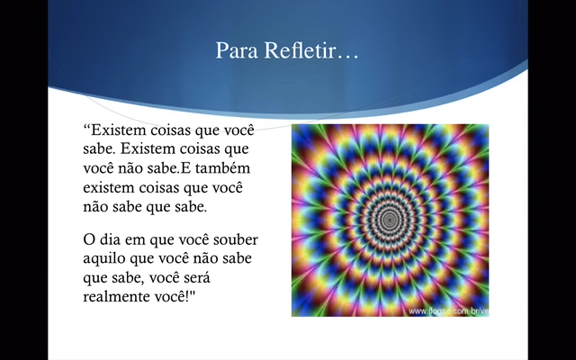 Para Refletir…
“Existem coisas que você
sabe. Existem coisas que
você não sabe.E também
existem coisas que você
não sabe que sabe.
O dia em que você souber
aquilo que você não sabe
que sabe, você será
realmente você!"